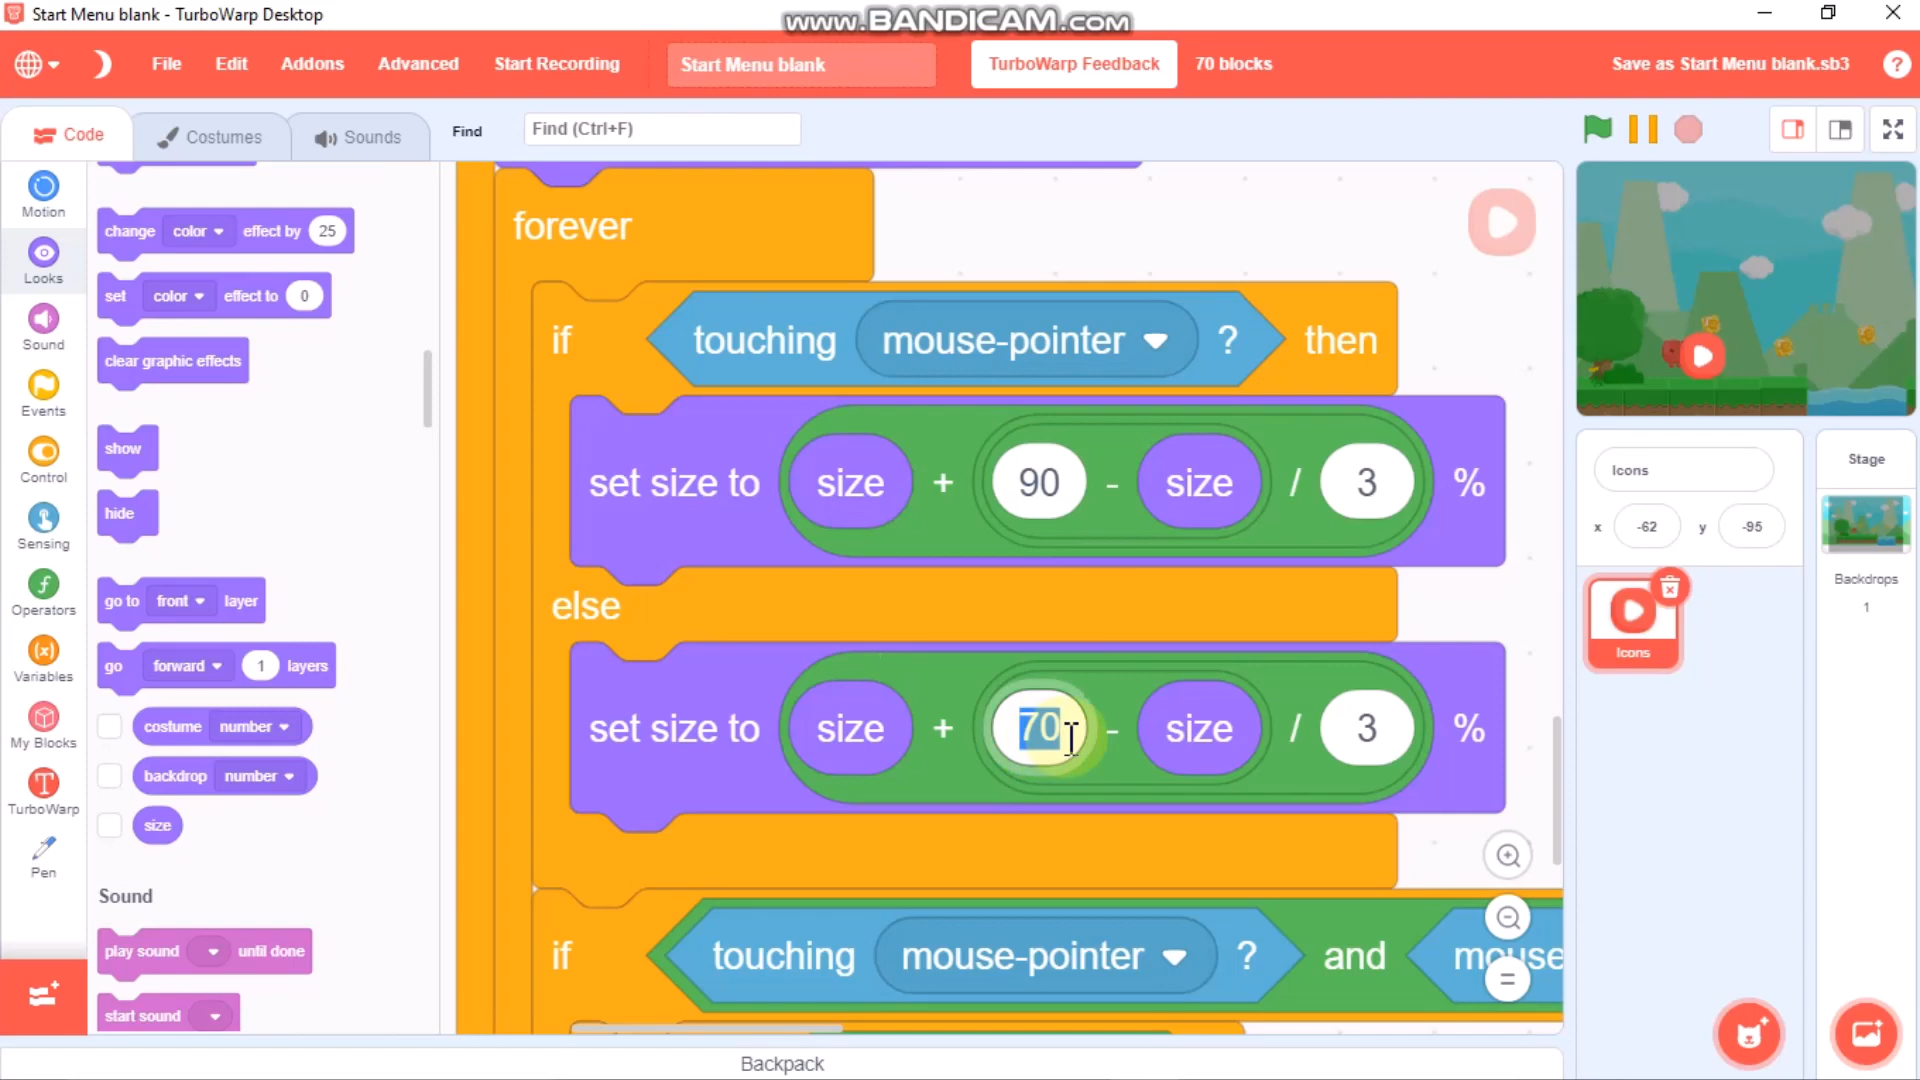 Start Menu blank - TurboWarp Desktop
www.BANDICAM.com
File
Edit
Addons
Advanced
Start Recording
Start Menu blank
TurboWarp Feedback
70 blocks
Save as Start Menu blank.sb3
?
Code
Costumes
Sounds
Find
Find (Ctrl+F)
Motion
Looks
Sound
Events
Control
Sensing
Operators
Variables
My Blocks
TurboWarp
Pen
change color effect by 25
set color effect to 0
clear graphic effects
show
hide
go to front layer
go forward 1 layers
costume number
backdrop number
size
Sound
play sound until done
start sound
forever
if touching mouse-pointer ? then
set size to size + 90 - size / 3 %
else
set size to size + 70 - size / 3 %
if touching mouse-pointer ? and mouse
=
Icons
x -62 y -95
Icons
Stage
Backdrops
1
Backpack